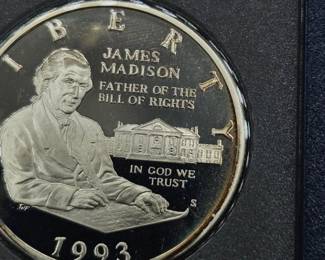 LIBERTY
JAMES
MADISON
FATHER OF THE
BILL OF RIGHTS
IN GOD WE
TRUST
S
1993